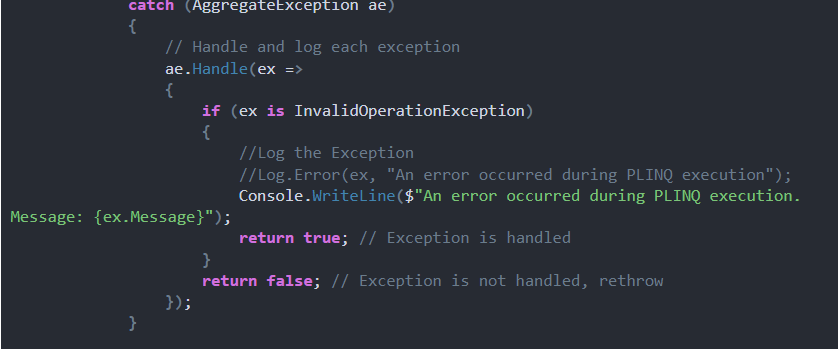 catch (AggregateException ae)
{
// Handle and log each exception
ae.Handle(ex =>
{
if (ex is InvalidOperationException)
{
//Log the Exception
//Log.Error(ex, "An error occurred during PLINQ execution");
Console.WriteLine($"An error occurred during PLINQ execution.
Message: {ex.Message}");
return true; // Exception is handled
}
return false; // Exception is not handled, rethrow
});
}